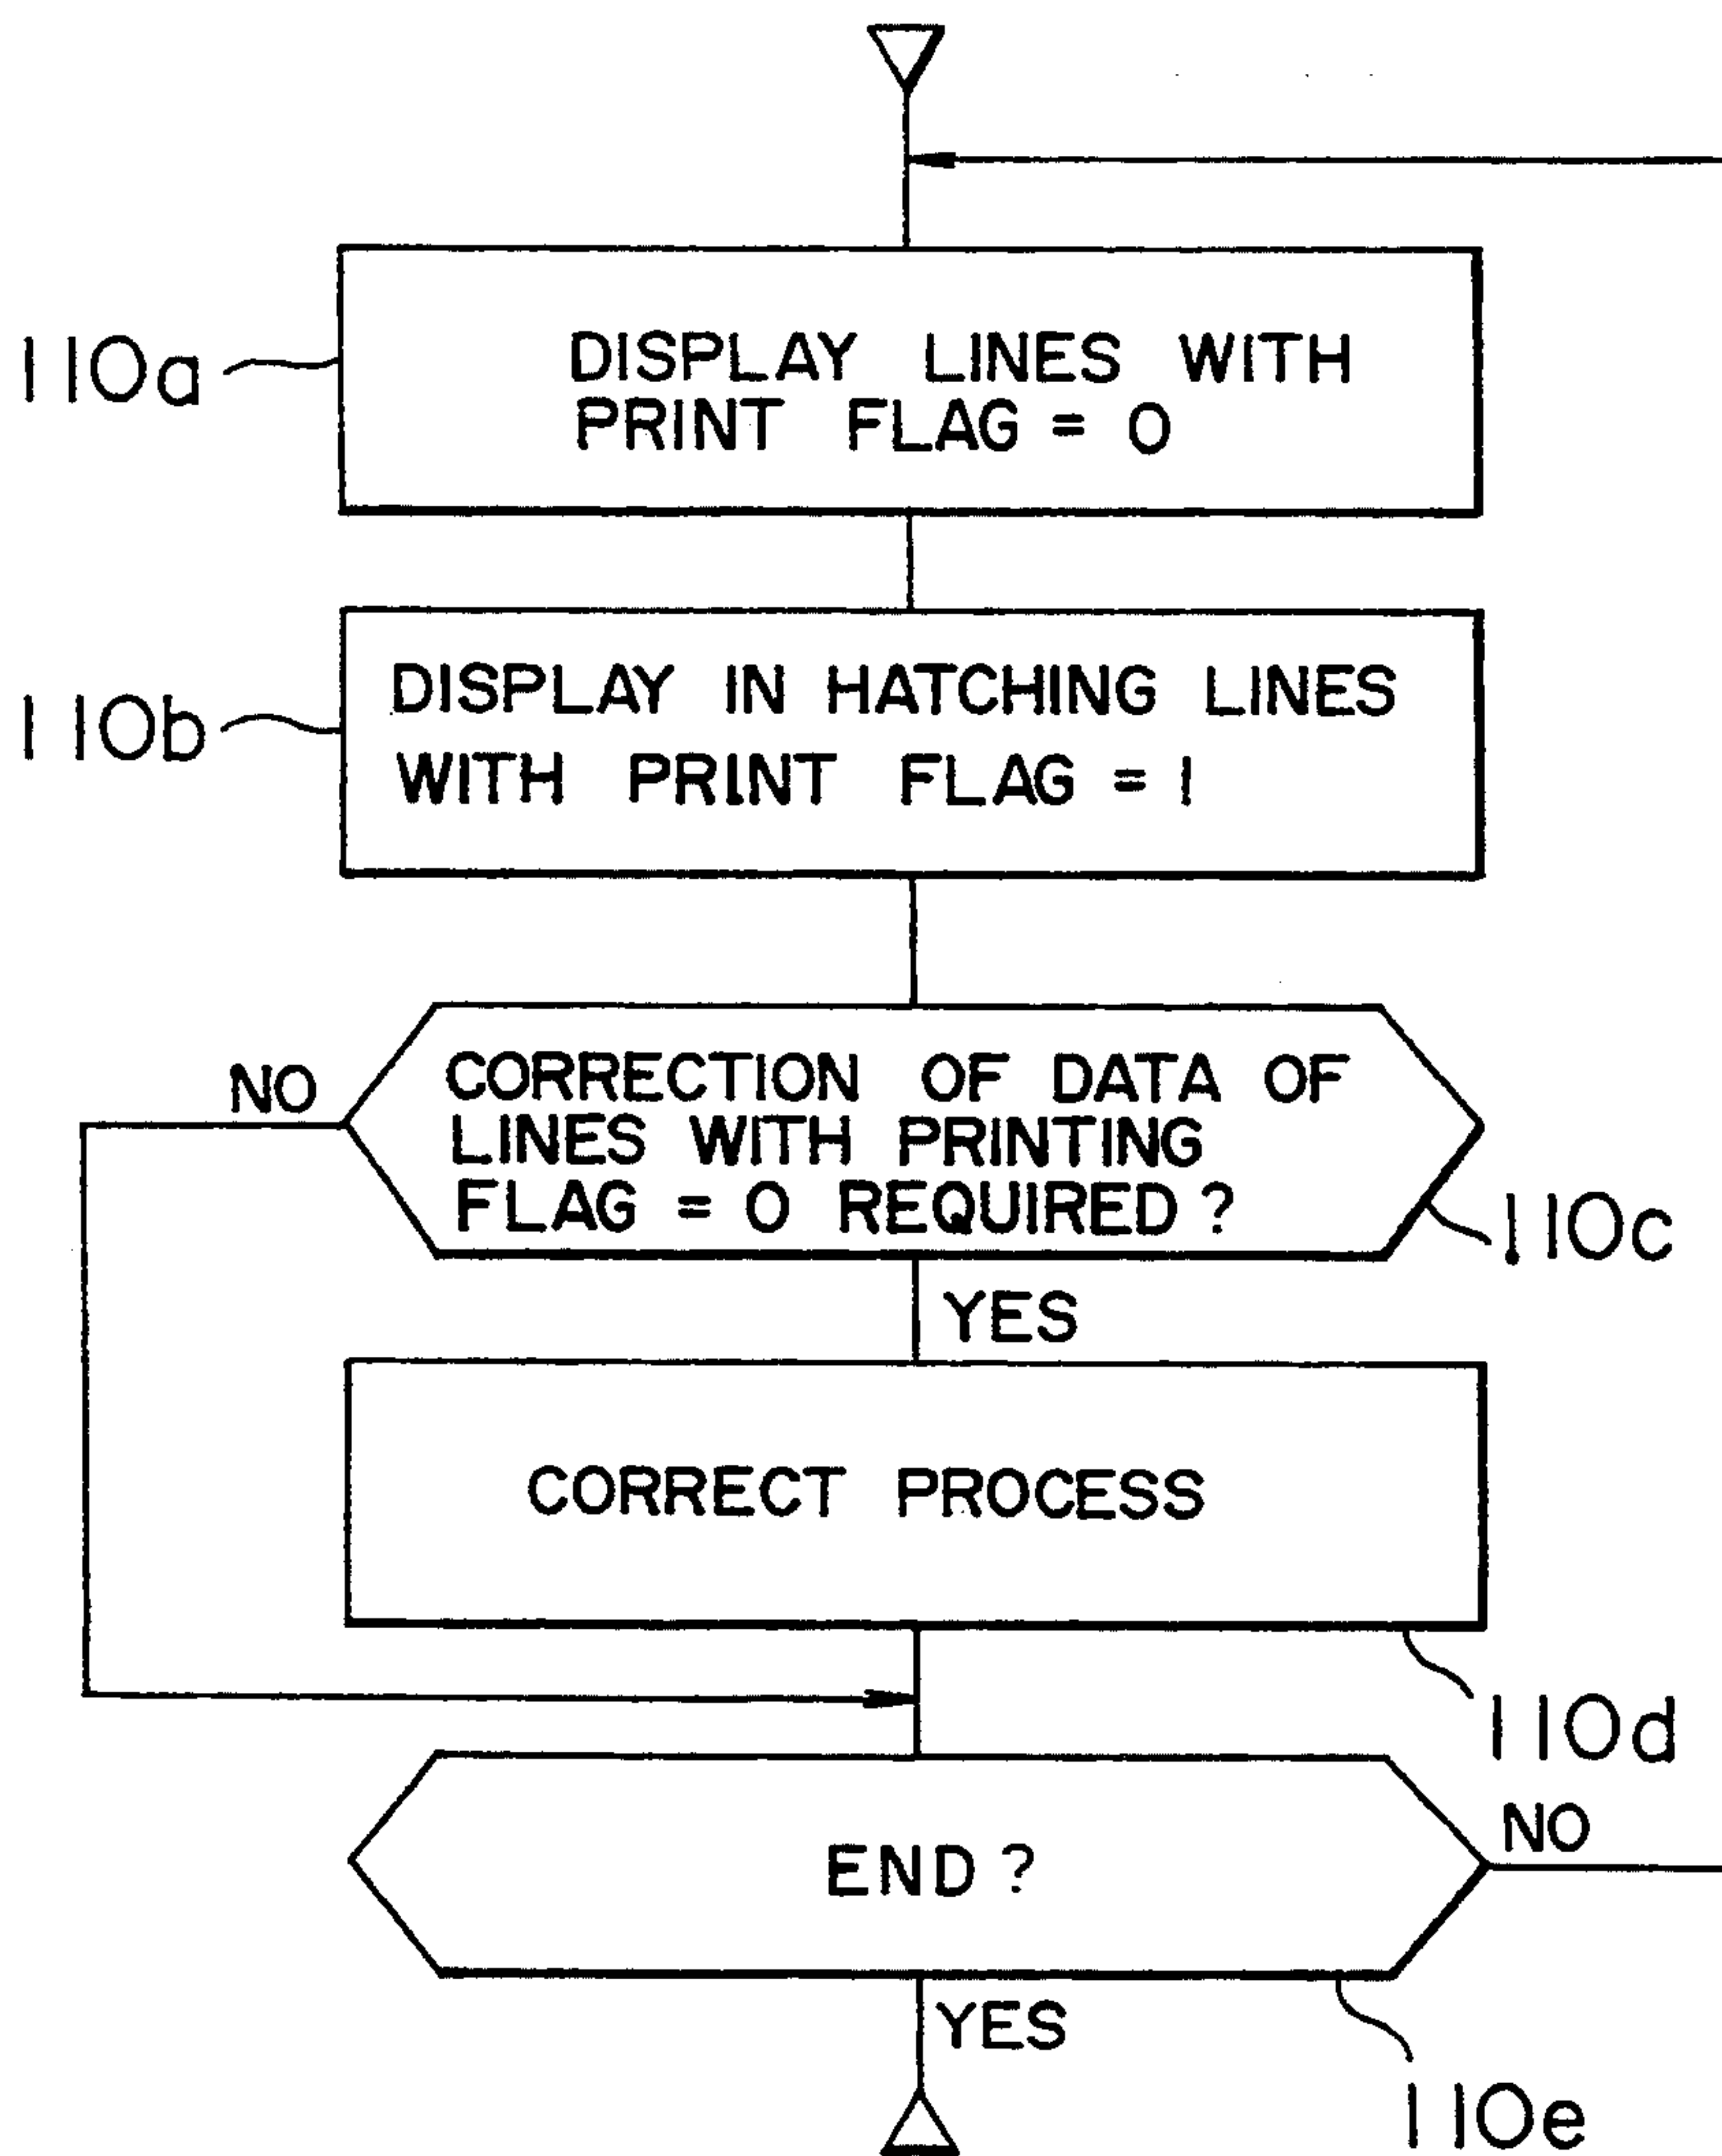 110a
DISPLAY LINES WITH
PRINT FLAG = 0
110b
DISPLAY IN HATCHING LINES
WITH PRINT FLAG = 1
NO
CORRECTION OF DATA OF
LINES WITH PRINTING
FLAG = 0 REQUIRED ?
110c
YES
CORRECT PROCESS
110d
END ?
NO
YES
110e